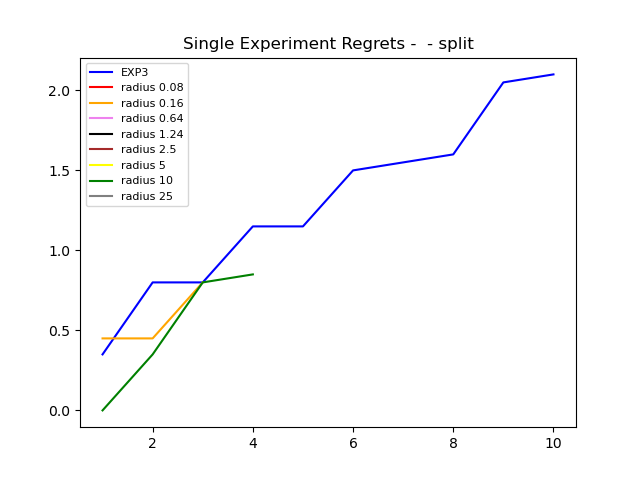 Single Experiment Regrets -  - split
EXP3
radius 0.08
radius 0.16
radius 0.64
radius 1.24
radius 2.5
radius 5
radius 10
radius 25
2.0
1.5
1.0
0.5
0.0
2 4 6 8 10